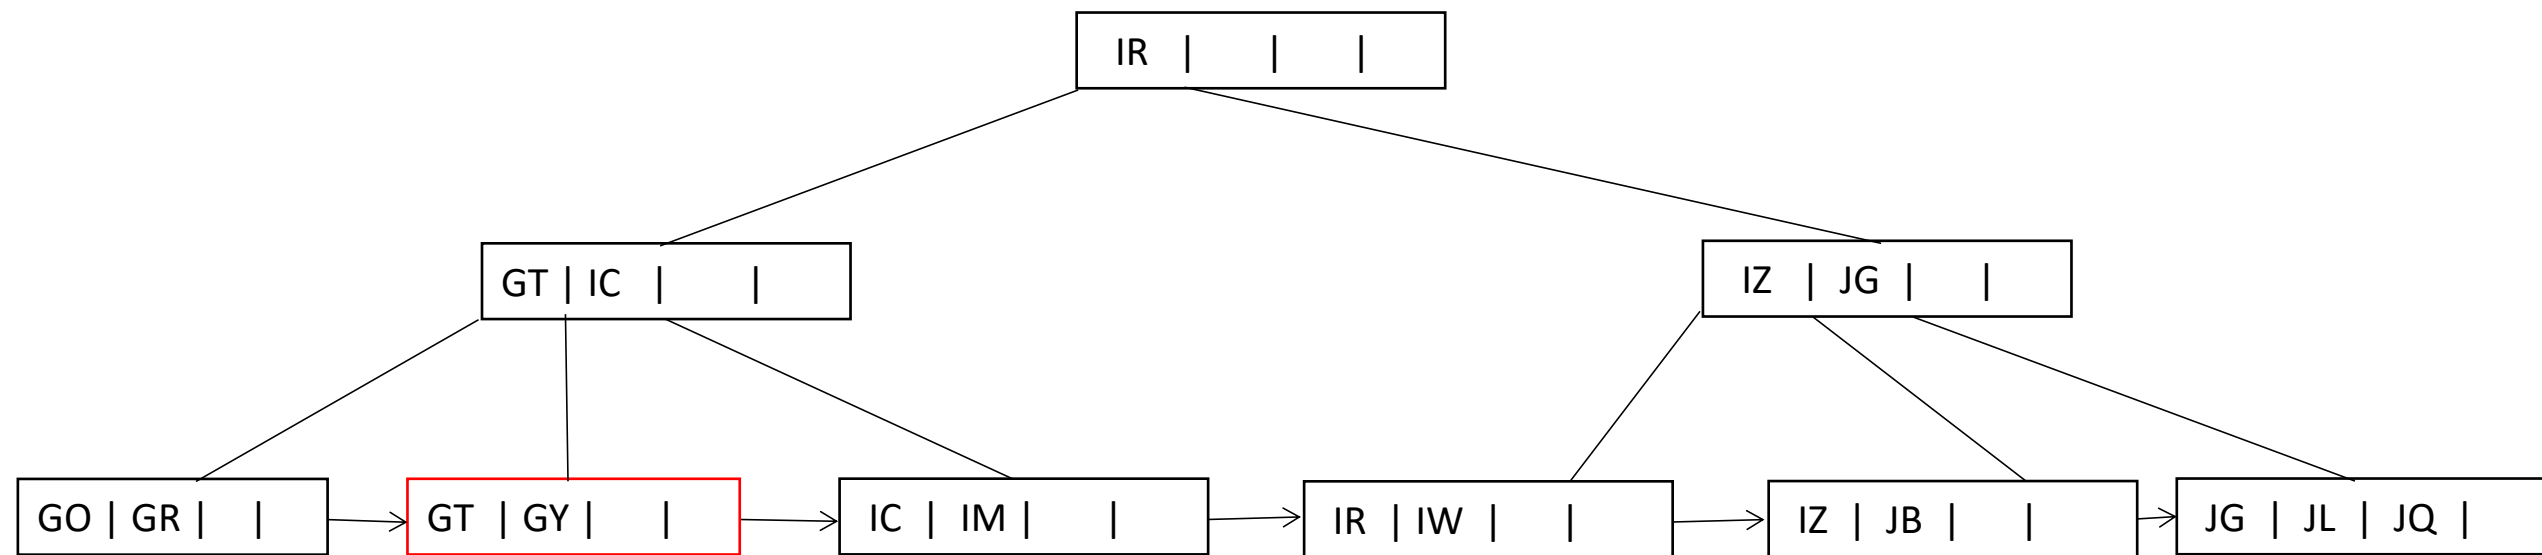 IR | | |
GT | IC | |
IZ | JG | |
GO | GR | |
GT | GY | |
IC | IM | |
IR | IW | |
IZ | JB | |
JG | JL | JQ |